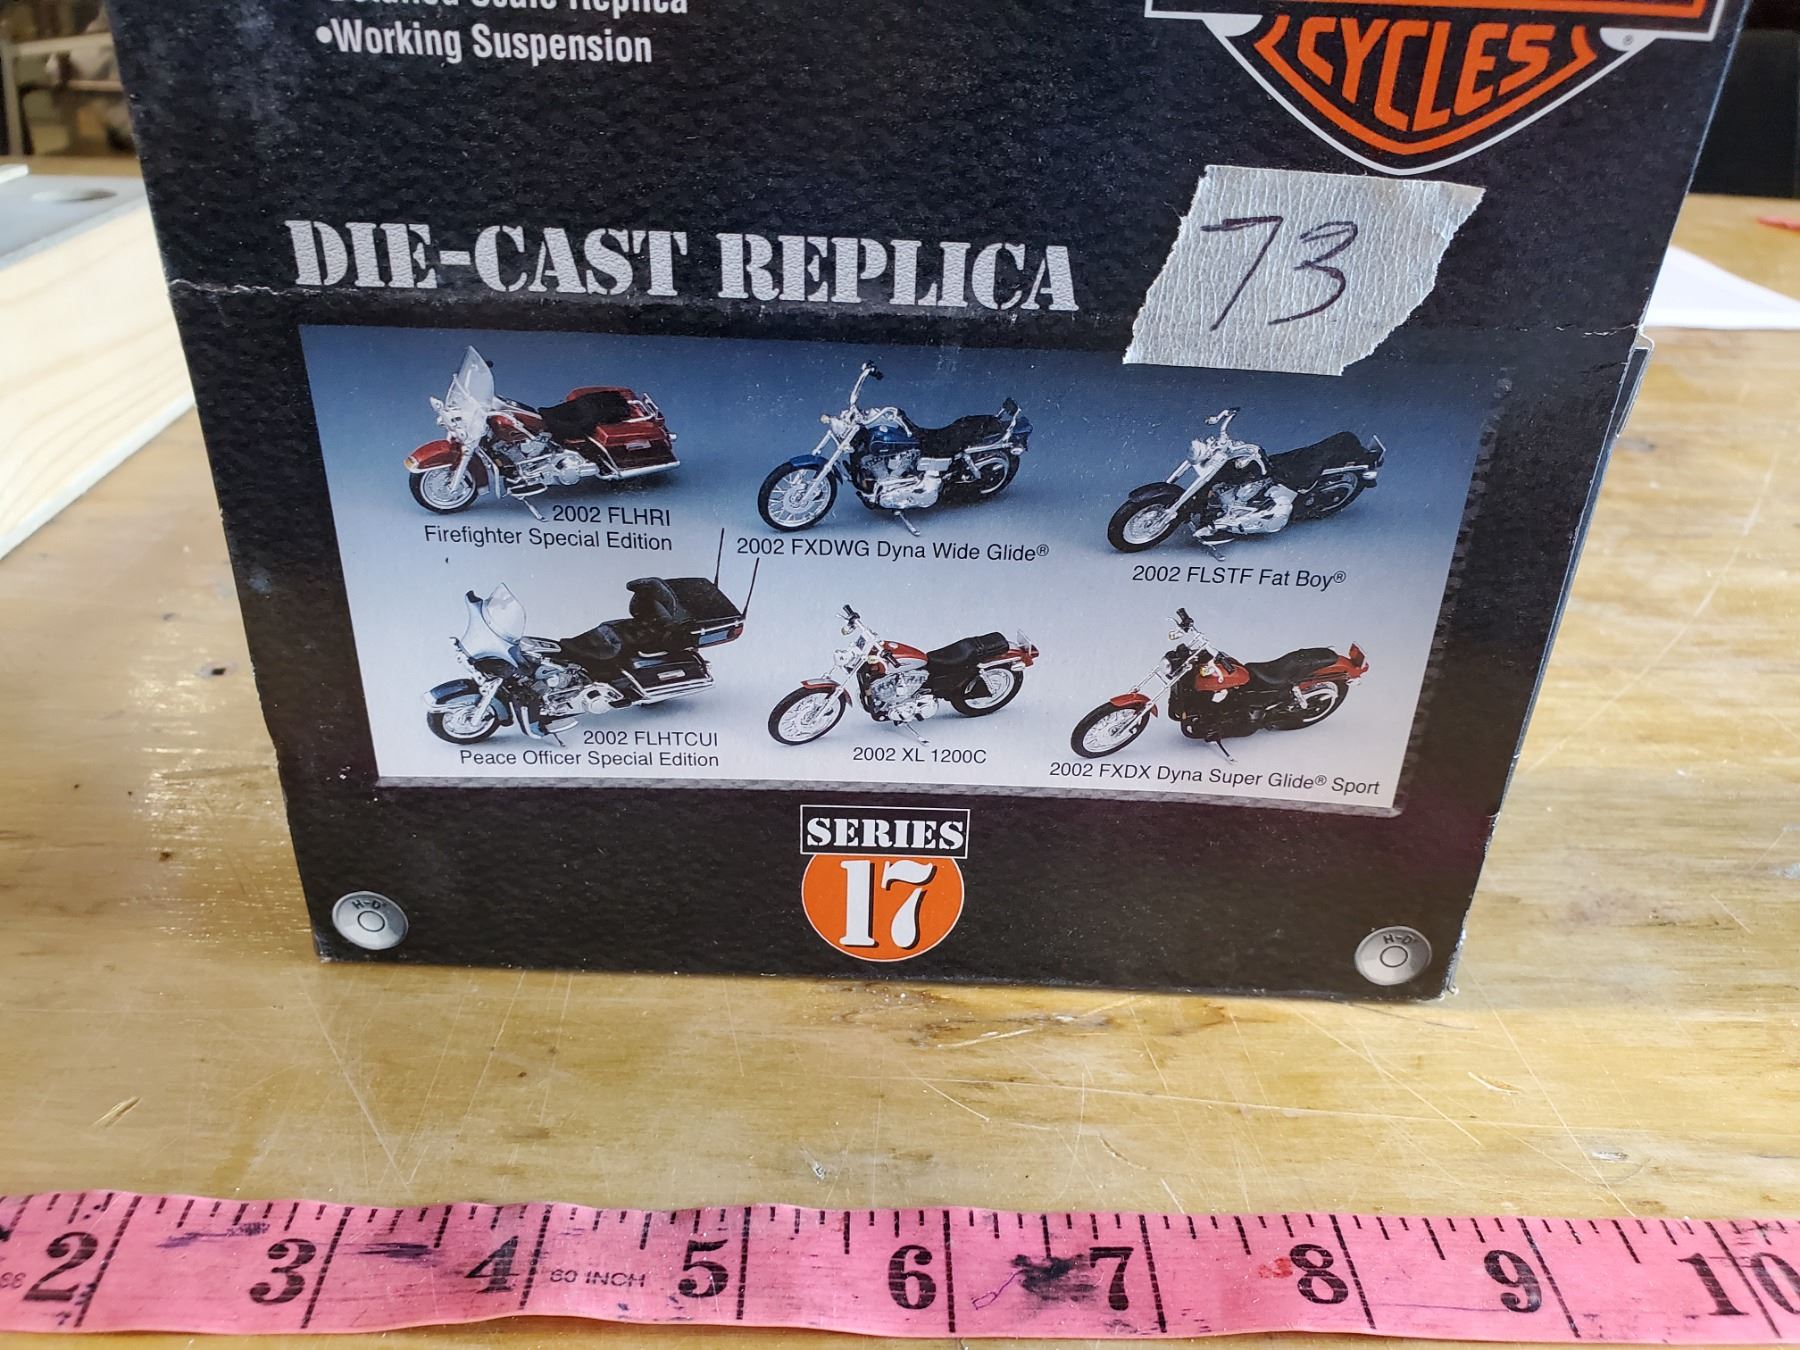 Scale Replica
•Working Suspension
CYCLES®
DIE-CAST REPLICA
73
2002 FLHRI
Firefighter Special Edition
2002 FXDWG Dyna Wide Glide®
2002 FLSTF Fat Boy®
2002 FLHTCUI
Peace Officer Special Edition
2002 XL 1200C
2002 FXDX Dyna Super Glide® Sport
SERIES
17
H-D
H-D
2 3 4 60 INCH 5 6 7 8 9 10